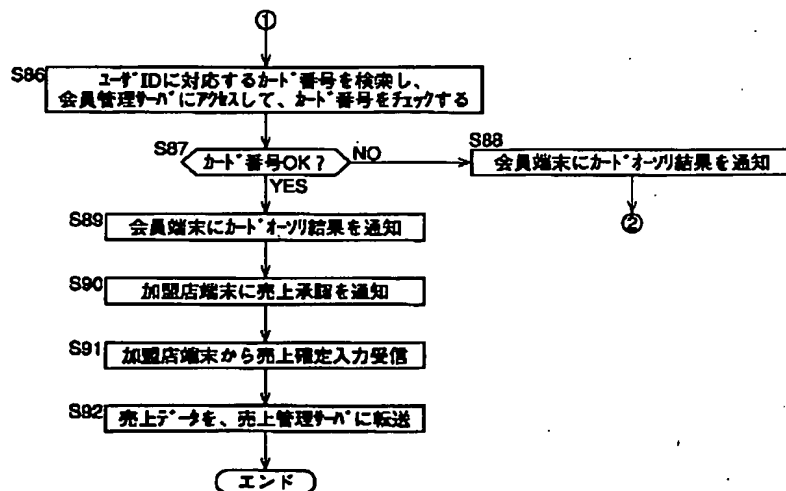 ①
S86
ユーザIDに対応するカード番号を検索し、
会員管理サーバにアクセスして、カード番号をチェックする
S87
カード番号OK?
NO
S88
会員端末にカードオーソリ結果を通知
②
YES
S89
会員端末にカードオーソリ結果を通知
S90
加盟店端末に売上承認を通知
S91
加盟店端末から売上確定入力受信
S92
売上データを、売上管理サーバに転送
エンド